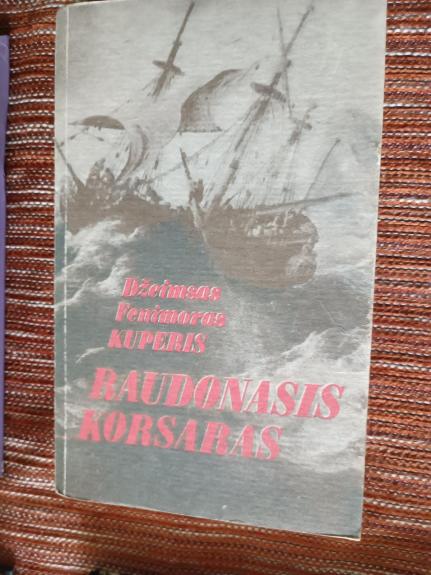 Džeimsas
Fenimoras
KUPERIS
RAUDONASIS
KORSARAS